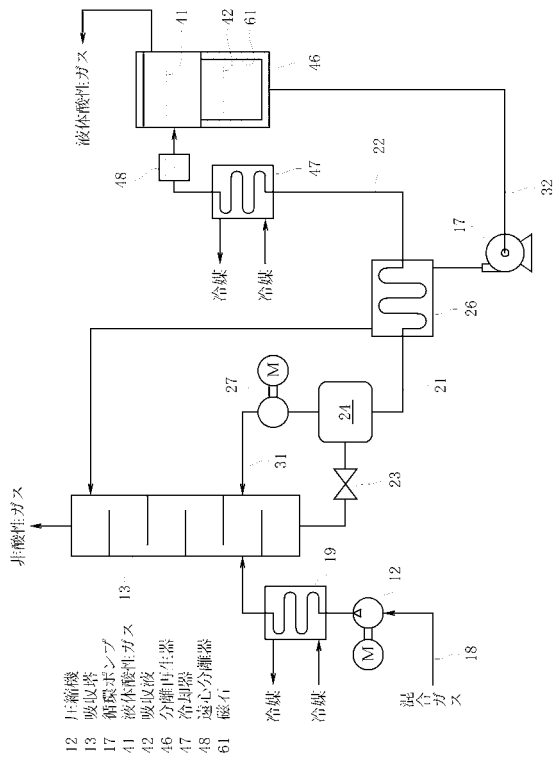 12 圧縮機
13 吸収塔
17 循環ポンプ
41 液体酸性ガス
42 吸収液
46 分離再生器
47 冷却器
48 遠心分離器
61 磁石
非酸性ガス
液体酸性ガス
48
13
41
冷媒
42
27
61
冷媒
冷媒
31
47
46
冷媒
19
24
22
12
23
混合
ガス
21
17
18
26
32
M
M